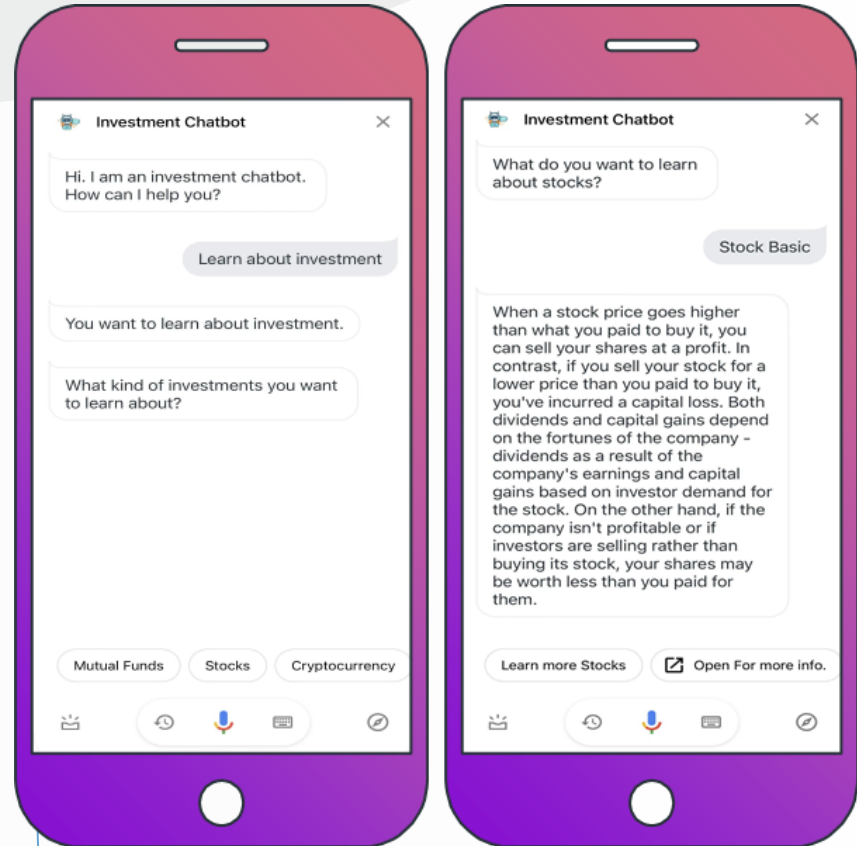 Investment Chatbot
Hi. I am an investment chatbot.
How can I help you?
Learn about investment
You want to learn about investment.
What kind of investments you want
to learn about?
Mutual Funds
Stocks
Cryptocurrency
Investment Chatbot
What do you want to learn
about stocks?
Stock Basic
When a stock price goes higher
than what you paid to buy it, you
can sell your shares at a profit. In
contrast, if you sell your stock for a
lower price than you paid to buy it,
you've incurred a capital loss. Both
dividends and capital gains depend
on the fortunes of the company -
dividends as a result of the
company's earnings and capital
gains based on investor demand for
the stock. On the other hand, if the
company isn't profitable or if
investors are selling rather than
buying its stock, your shares may
be worth less than you paid for
them.
Learn more Stocks
Open For more info.